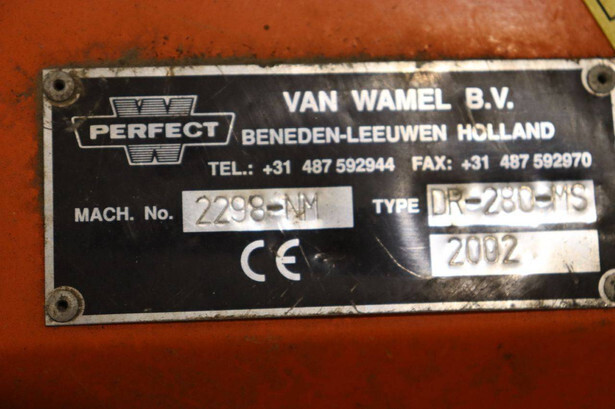 PERFECT
VAN WAMEL B.V.
BENEDEN-LEEUWEN HOLLAND
TEL.: +31 487 592944 FAX: +31 487 592970
MACH. No. 2298-NM TYPE DR-280-MS
CE 2002